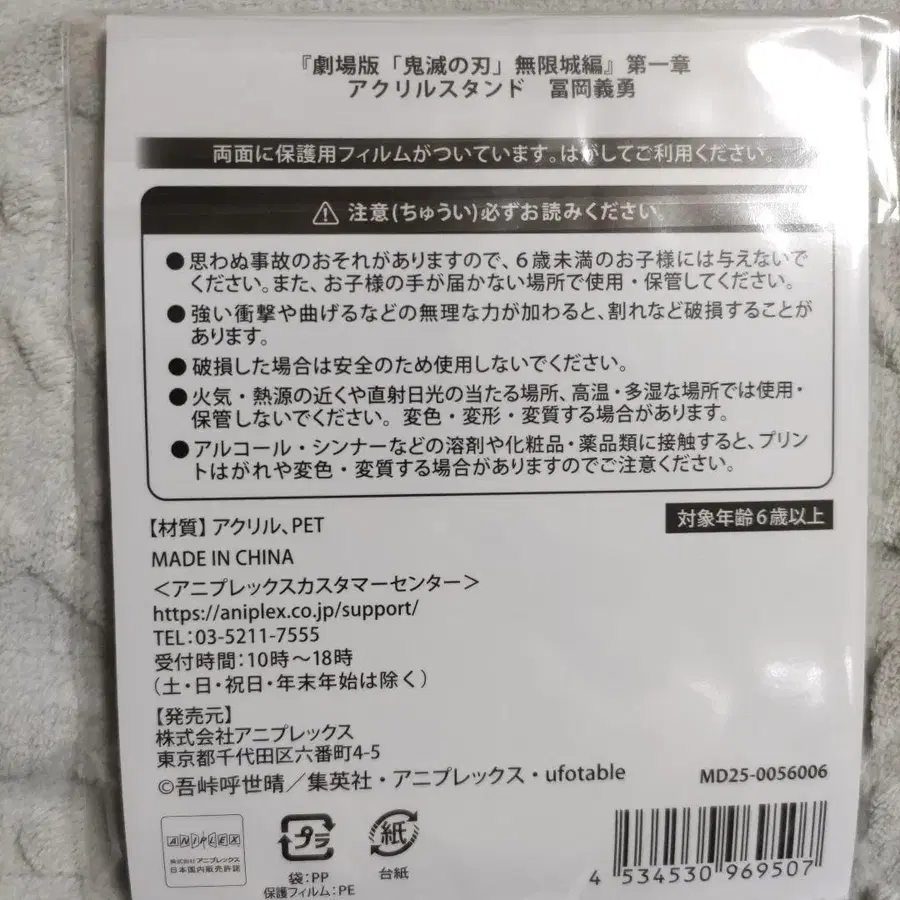 『劇場版「鬼滅の刃」無限城編』第一章
アクリルスタンド 冨岡義勇
両面に保護用フィルムがついています。はがしてご利用ください。
注意(ちゅうい)必ずお読みください。
●思わぬ事故のおそれがありますので、6歳未満のお子様には与えないで
ください。また、お子様の手が届かない場所で使用・保管してください。
●強い衝撃や曲げるなどの無理な力が加わると、割れなど破損することが
あります。
●破損した場合は安全のため使用しないでください。
●火気・熱源の近くや直射日光の当たる場所、高温・多湿な場所では使用・
保管しないでください。変色・変形・変質する場合があります。
●アルコール・シンナーなどの溶剤や化粧品・薬品類に接触すると、プリン
トはがれや変色・変質する場合がありますのでご注意ください。
【材質】アクリル、PET
対象年齢6歳以上
MADE IN CHINA
＜アニプレックスカスタマーセンター＞
https://aniplex.co.jp/support/
TEL:03-5211-7555
受付時間:10時～18時
(土・日・祝日・年末年始は除く)
【発売元】
株式会社アニプレックス
東京都千代田区六番町4-5
©吾峠呼世晴／集英社・アニプレックス・ufotable
MD25-0056006
ANIPLEX
株式会社アニプレックス
日本国内販売許諾
プラ
袋:PP
保護フィルム:PE
紙
台紙
4 534530 969507